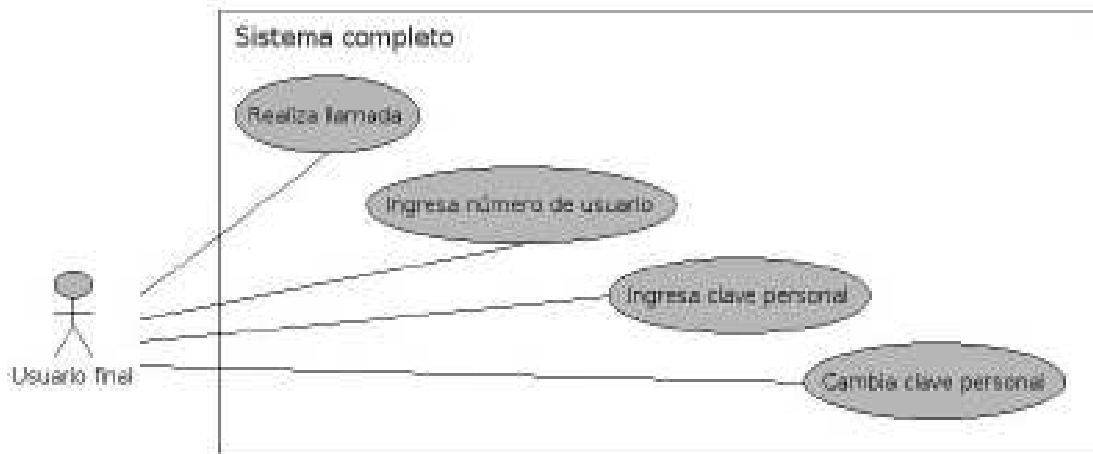 Sistema completo
Realiza llamada
Ingresa número de usuario
Ingresa clave personal
Usuario final
Cambia clave personal